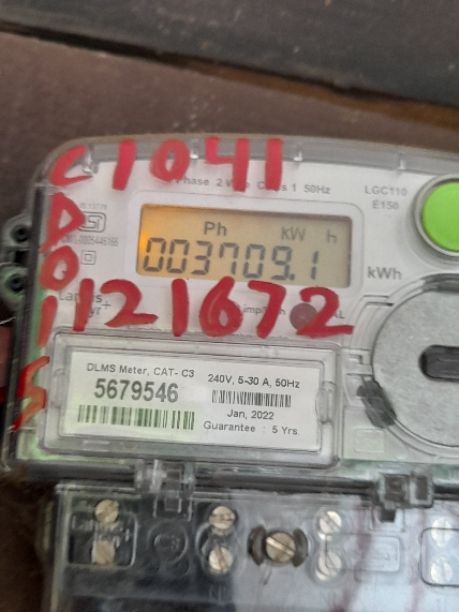 C1041
1 Phase 2 Wire Class 1 50Hz
LGC110
E150
D
Ph kW h
003709.1
kWh
0
1121672
5
DLMS Meter, CAT- C3
5679546
240V, 5-30 A, 50Hz
Jan, 2022
Guarantee : 5 Yrs.